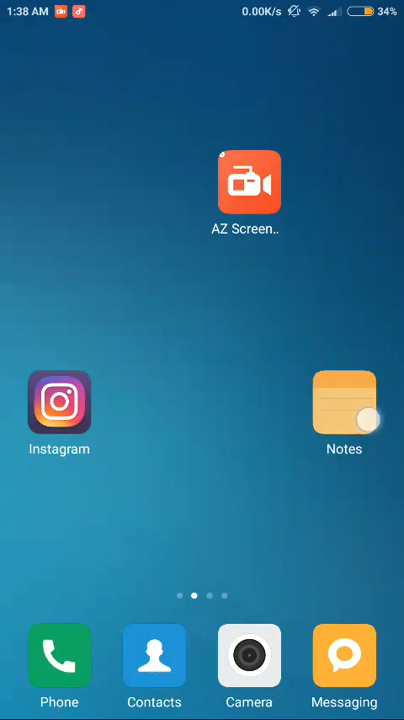 1:38 AM 0.00K/s 34%
AZ Screen..
Instagram Notes
Phone Contacts Camera Messaging